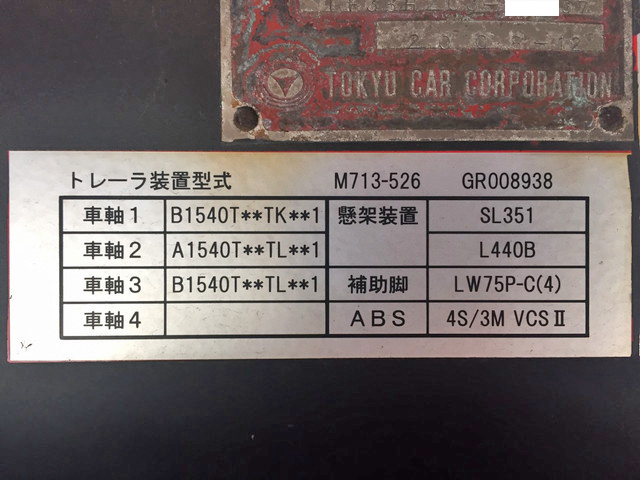 TOKYU CAR CORPORATION
トレーラ装置型式 M713-526 GR008938
車軸1 B1540T**TK**1 懸架装置 SL351
車軸2 A1540T**TL**1 L440B
車軸3 B1540T**TL**1 補助脚 LW75P-C(4)
車軸4 ABS 4S/3M VCSⅡ